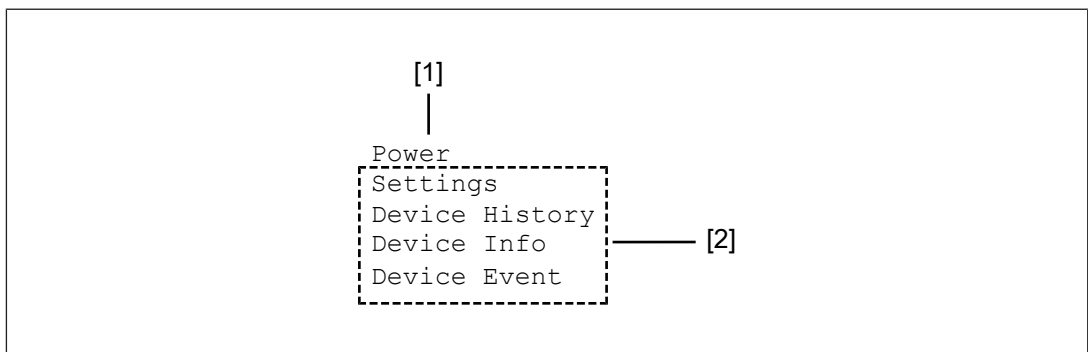 [1]
Power
Settings
Device History
Device Info
[2]
Device Event